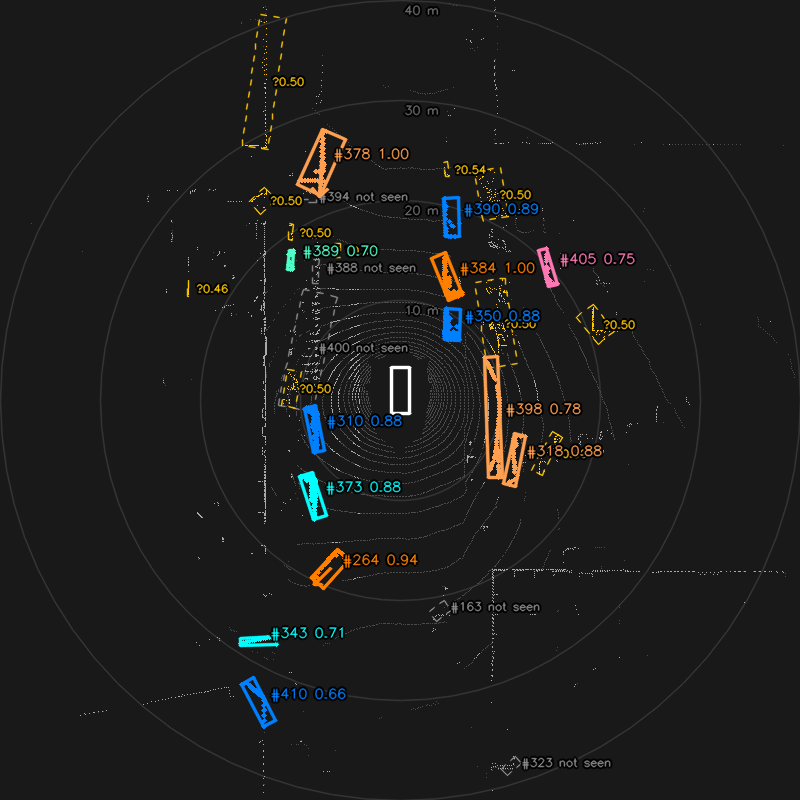 40 m
?0.50
30 m
#378 1.00
?0.54
?0.50
#394 not seen
?0.50
20 m
#390 0.89
?0.50
#389 0.70
#405 0.75
#388 not seen
#384 1.00
?0.46
10 m
#350 0.88
?0.50
#400 not seen
?0.50
#398 0.78
#310 0.88
#318 0.88
#373 0.88
#264 0.94
#163 not seen
#343 0.71
#410 0.66
#323 not seen